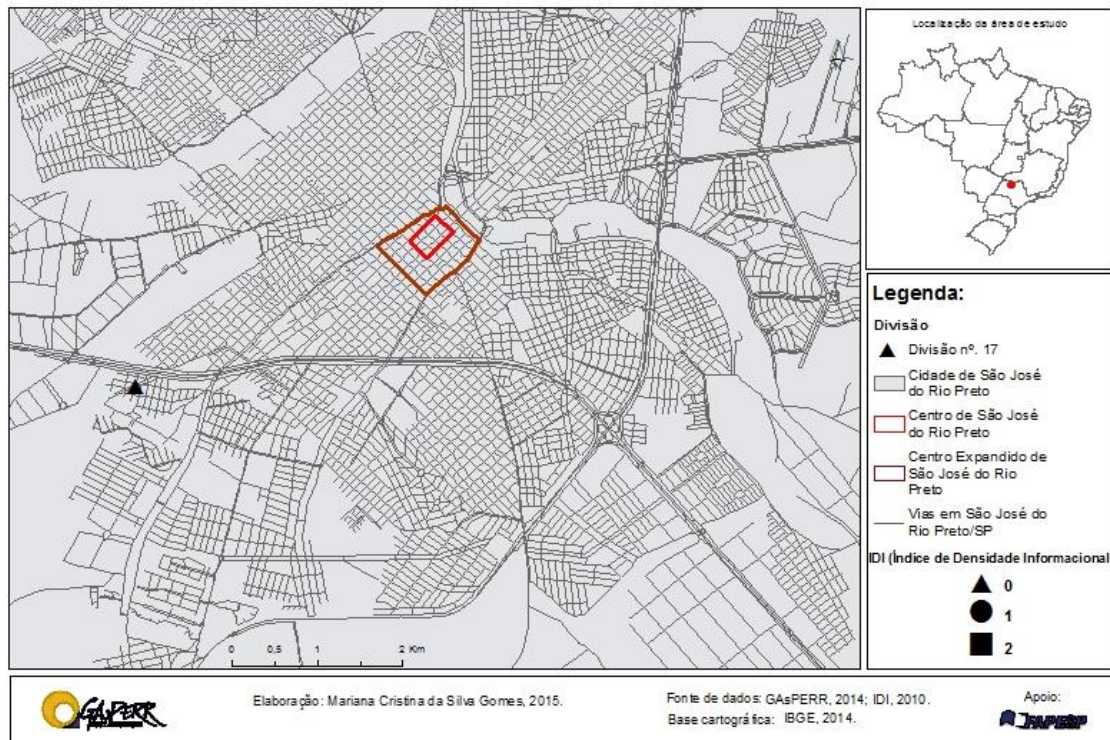 Localização da área de estudo
Legenda:
Divisão
Divisão nº. 17
Cidade de São José
do Rio Preto
Centro de São José
do Rio Preto
Centro Expandido de
São José do Rio
Preto
Vias em São José do
Rio Preto/SP
IDI (Índice de Densidade Informacional
0
1
2
0 0,5 1 2 Km
GAsPERR
Elaboração: Mariana Cristina da Silva Gomes, 2015.
Fonte de dados: GAsPERR, 2014; IDI, 2010.
Base cartográfica: IBGE, 2014.
Apoio:
FAPESP